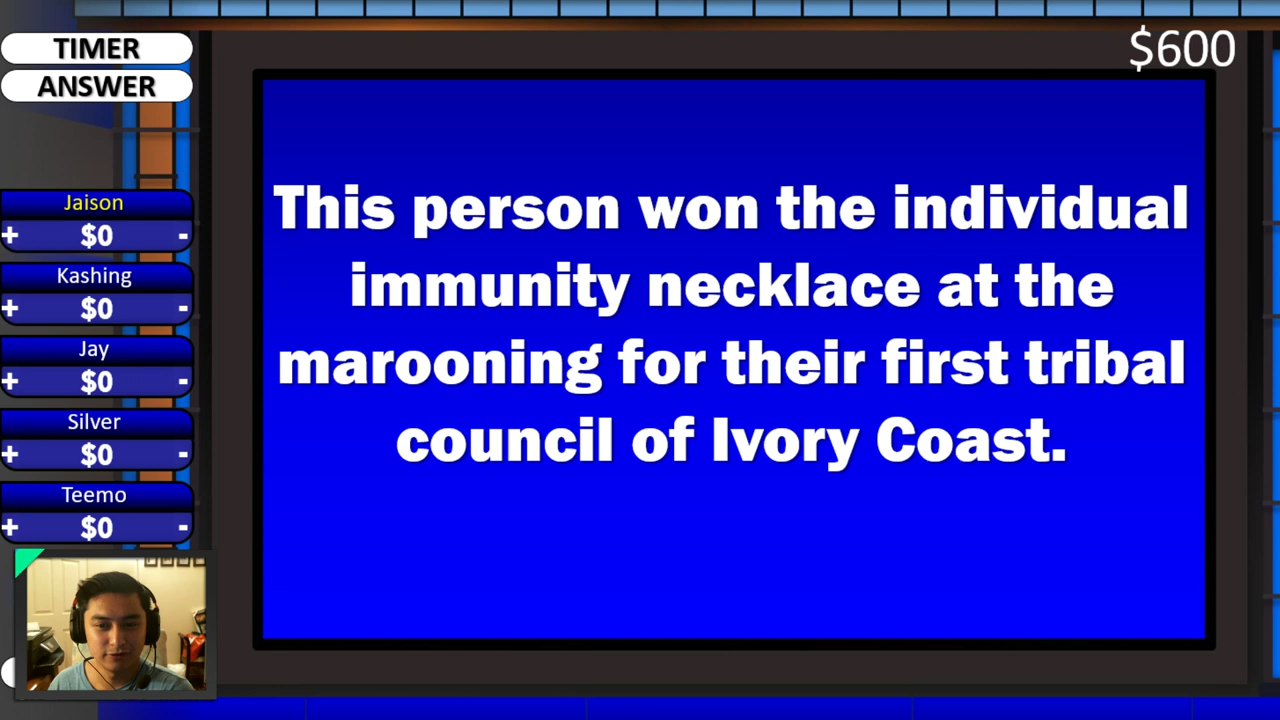 TIMER
ANSWER
$600
This person won the individual
immunity necklace at the
marooning for their first tribal
council of Ivory Coast.
Jaison
+ $0 -
Kashing
+ $0 -
Jay
+ $0 -
Silver
+ $0 -
Teemo
+ $0 -